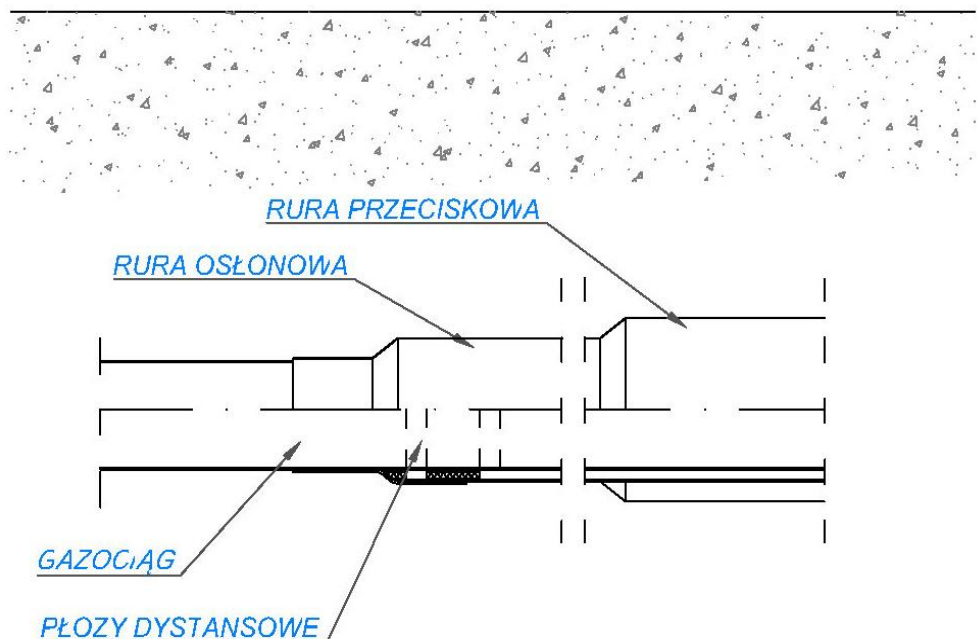 RURA PRZECISKOWA
RURA OSŁONOWA
GAZOCIĄG
PŁOZY DYSTANSOWE